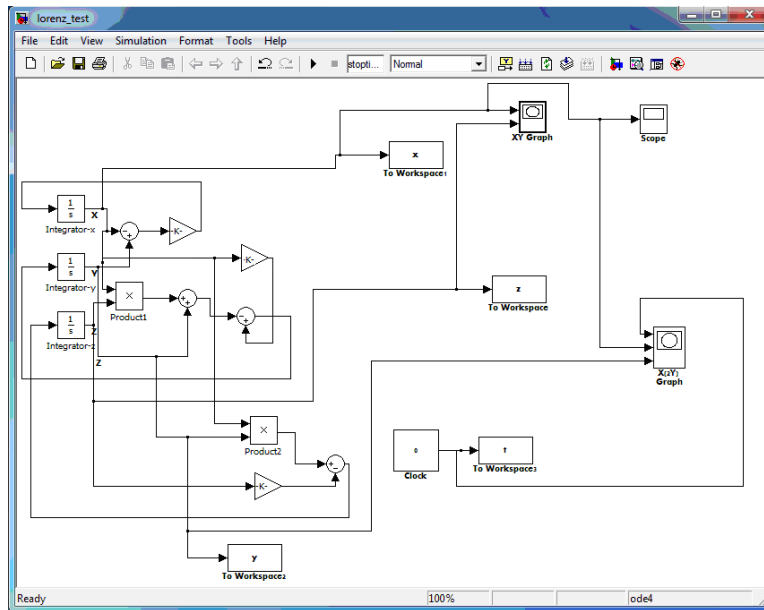 lorenz_test
File Edit View Simulation Format Tools Help
stopti... Normal
XY Graph
Scope
x
To Workspace1
1
s
X
Integrator-x
-K-
1
s
Y
Integrator-y
-K-
×
Product1
1
s
Z
Integrator-z
Z
z
To Workspace
X(2Y)
Graph
×
Product2
-K-
0
Clock
T
To Workspace3
y
To Workspace2
Ready 100% ode4